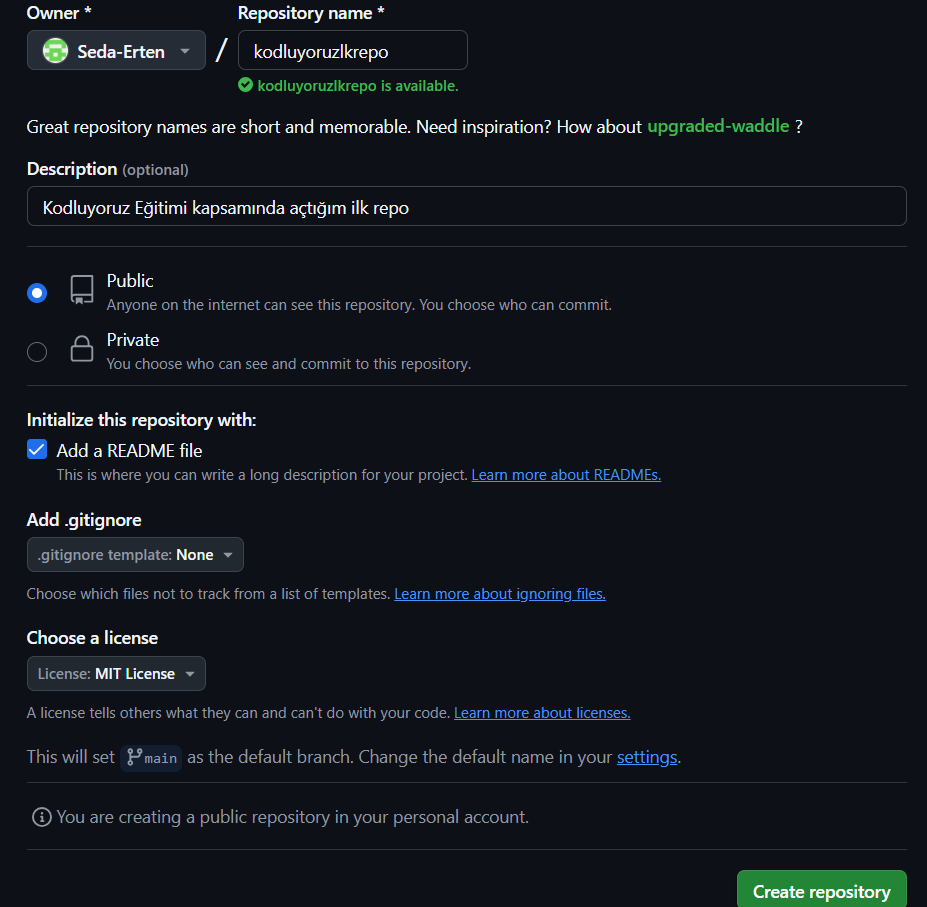 Owner * Repository name *
Seda-Erten / kodluyoruzlkrepo
kodluyoruzlkrepo is available.
Great repository names are short and memorable. Need inspiration? How about upgraded-waddle ?
Description (optional)
Kodluyoruz Eğitimi kapsamında açtığım ilk repo
Public
Anyone on the internet can see this repository. You choose who can commit.
Private
You choose who can see and commit to this repository.
Initialize this repository with:
Add a README file
This is where you can write a long description for your project. Learn more about READMEs.
Add .gitignore
.gitignore template: None
Choose which files not to track from a list of templates. Learn more about ignoring files.
Choose a license
License: MIT License
A license tells others what they can and can't do with your code. Learn more about licenses.
This will set main as the default branch. Change the default name in your settings.
You are creating a public repository in your personal account.
Create repository